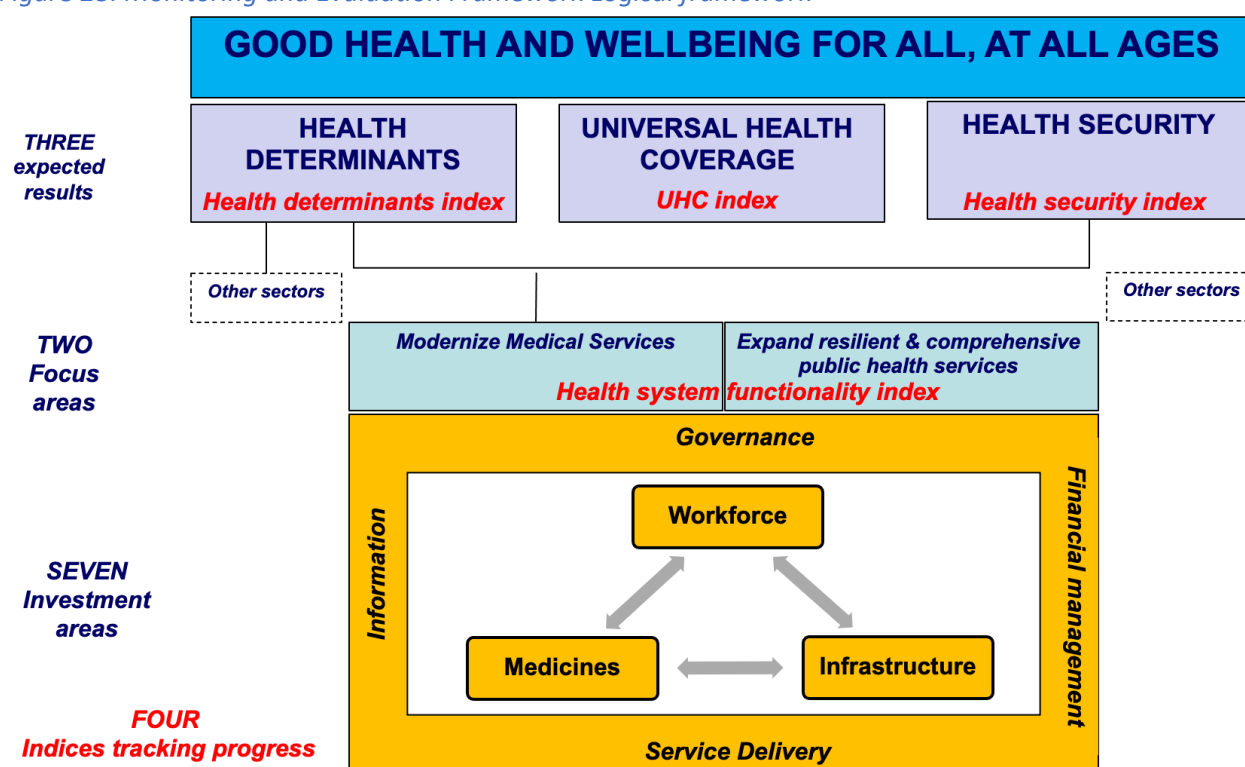 GOOD HEALTH AND WELLBEING FOR ALL, AT ALL AGES
THREE
expected
results
HEALTH
DETERMINANTS
Health determinants index
UNIVERSAL HEALTH
COVERAGE
UHC index
HEALTH SECURITY
Health security index
Other sectors
Other sectors
TWO
Focus
areas
Modernize Medical Services
Expand resilient & comprehensive
public health services
Health system functionality index
SEVEN
Investment
areas
Governance
Information
Workforce
Medicines
Infrastructure
Financial management
Service Delivery
FOUR
Indices tracking progress